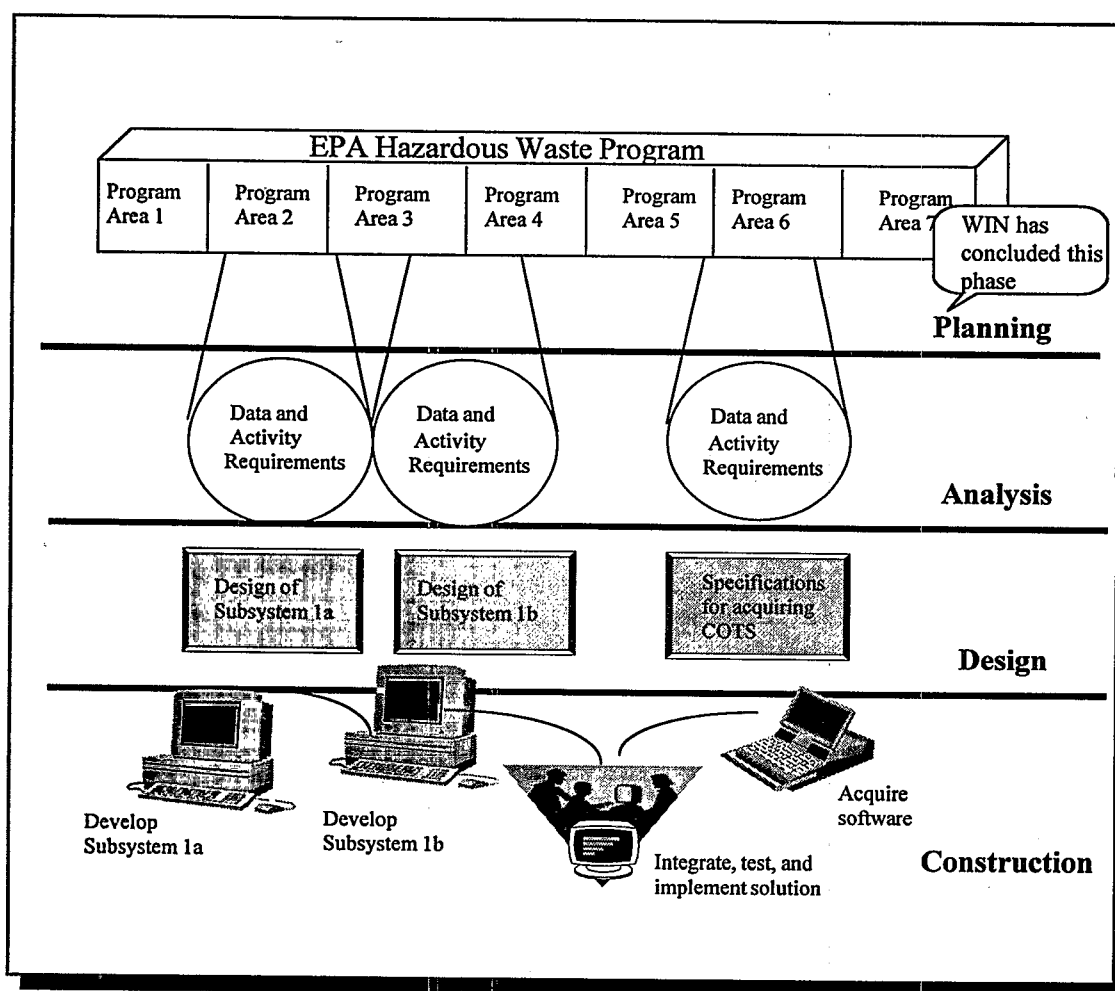 EPA Hazardous Waste Program
Program
Area 1
Program
Area 2
Program
Area 3
Program
Area 4
Program
Area 5
Program
Area 6
Program
Area 7
WIN has
concluded this
phase
Planning
Data and
Activity
Requirements
Data and
Activity
Requirements
Data and
Activity
Requirements
Analysis
Design of
Subsystem 1a
Design of
Subsystem 1b
Specifications
for acquiring
COTS
Design
Develop
Subsystem 1a
Develop
Subsystem 1b
Integrate, test, and
implement solution
Acquire
software
Construction